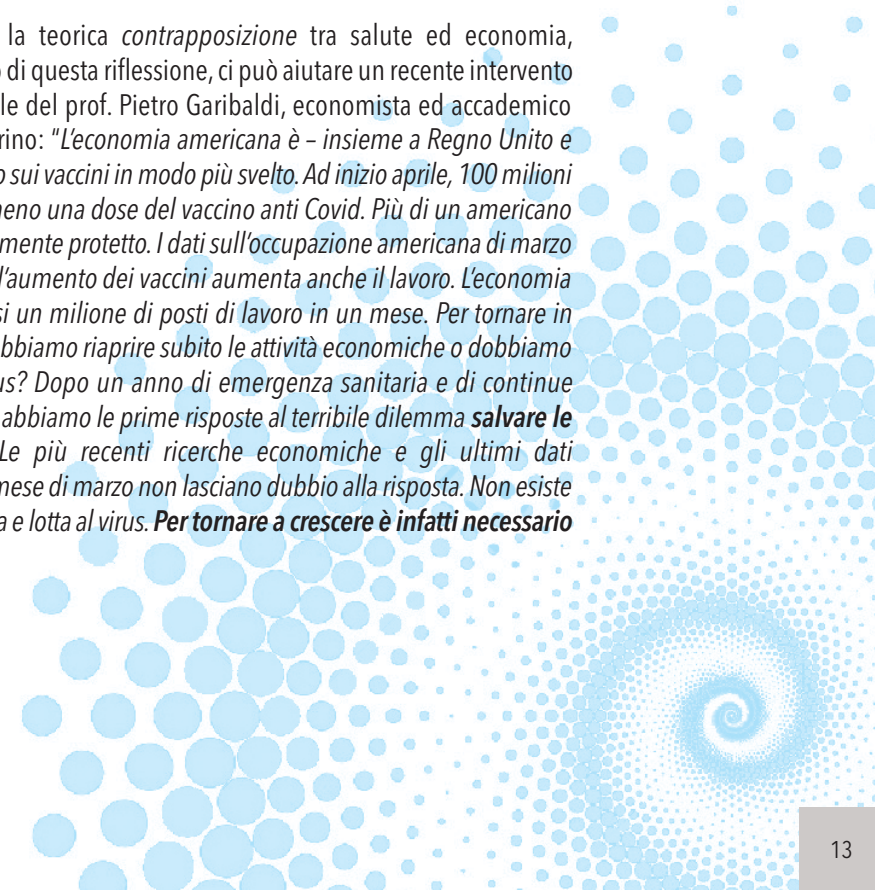 la teorica contrapposizione tra salute ed economia,
di questa riflessione, ci può aiutare un recente intervento
le del prof. Pietro Garibaldi, economista ed accademico
rino: "L'economia americana è – insieme a Regno Unito e
sui vaccini in modo più svelto. Ad inizio aprile, 100 milioni
neno una dose del vaccino anti Covid. Più di un americano
mente protetto. I dati sull'occupazione americana di marzo
l'aumento dei vaccini aumenta anche il lavoro. L'economia
si un milione di posti di lavoro in un mese. Per tornare in
bbiamo riaprire subito le attività economiche o dobbiamo
us? Dopo un anno di emergenza sanitaria e di continue
abbiamo le prime risposte al terribile dilemma salvare le
Le più recenti ricerche economiche e gli ultimi dati
mese di marzo non lasciano dubbio alla risposta. Non esiste
a e lotta al virus. Per tornare a crescere è infatti necessario
13